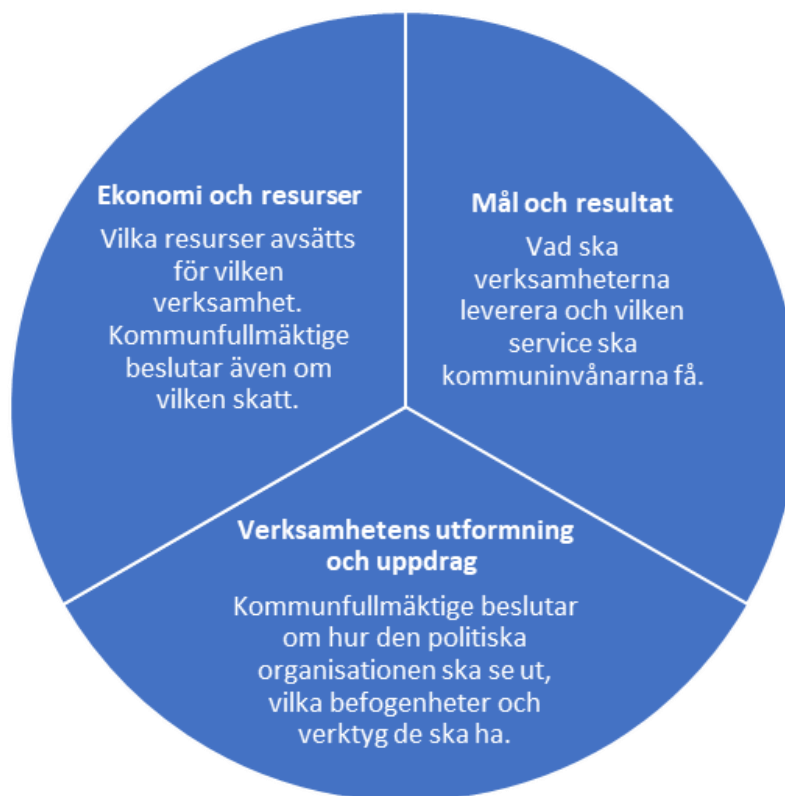 Ekonomi och resurser
Vilka resurser avsätts
för vilken
verksamhet.
Kommunfullmäktige
beslutar även om
vilken skatt.
Mål och resultat
Vad ska
verksamheterna
leverera och vilken
service ska
kommuninvånarna få.
Verksamhetens utformning
och uppdrag
Kommunfullmäktige beslutar
om hur den politiska
organisationen ska se ut,
vilka befogenheter och
verktyg de ska ha.